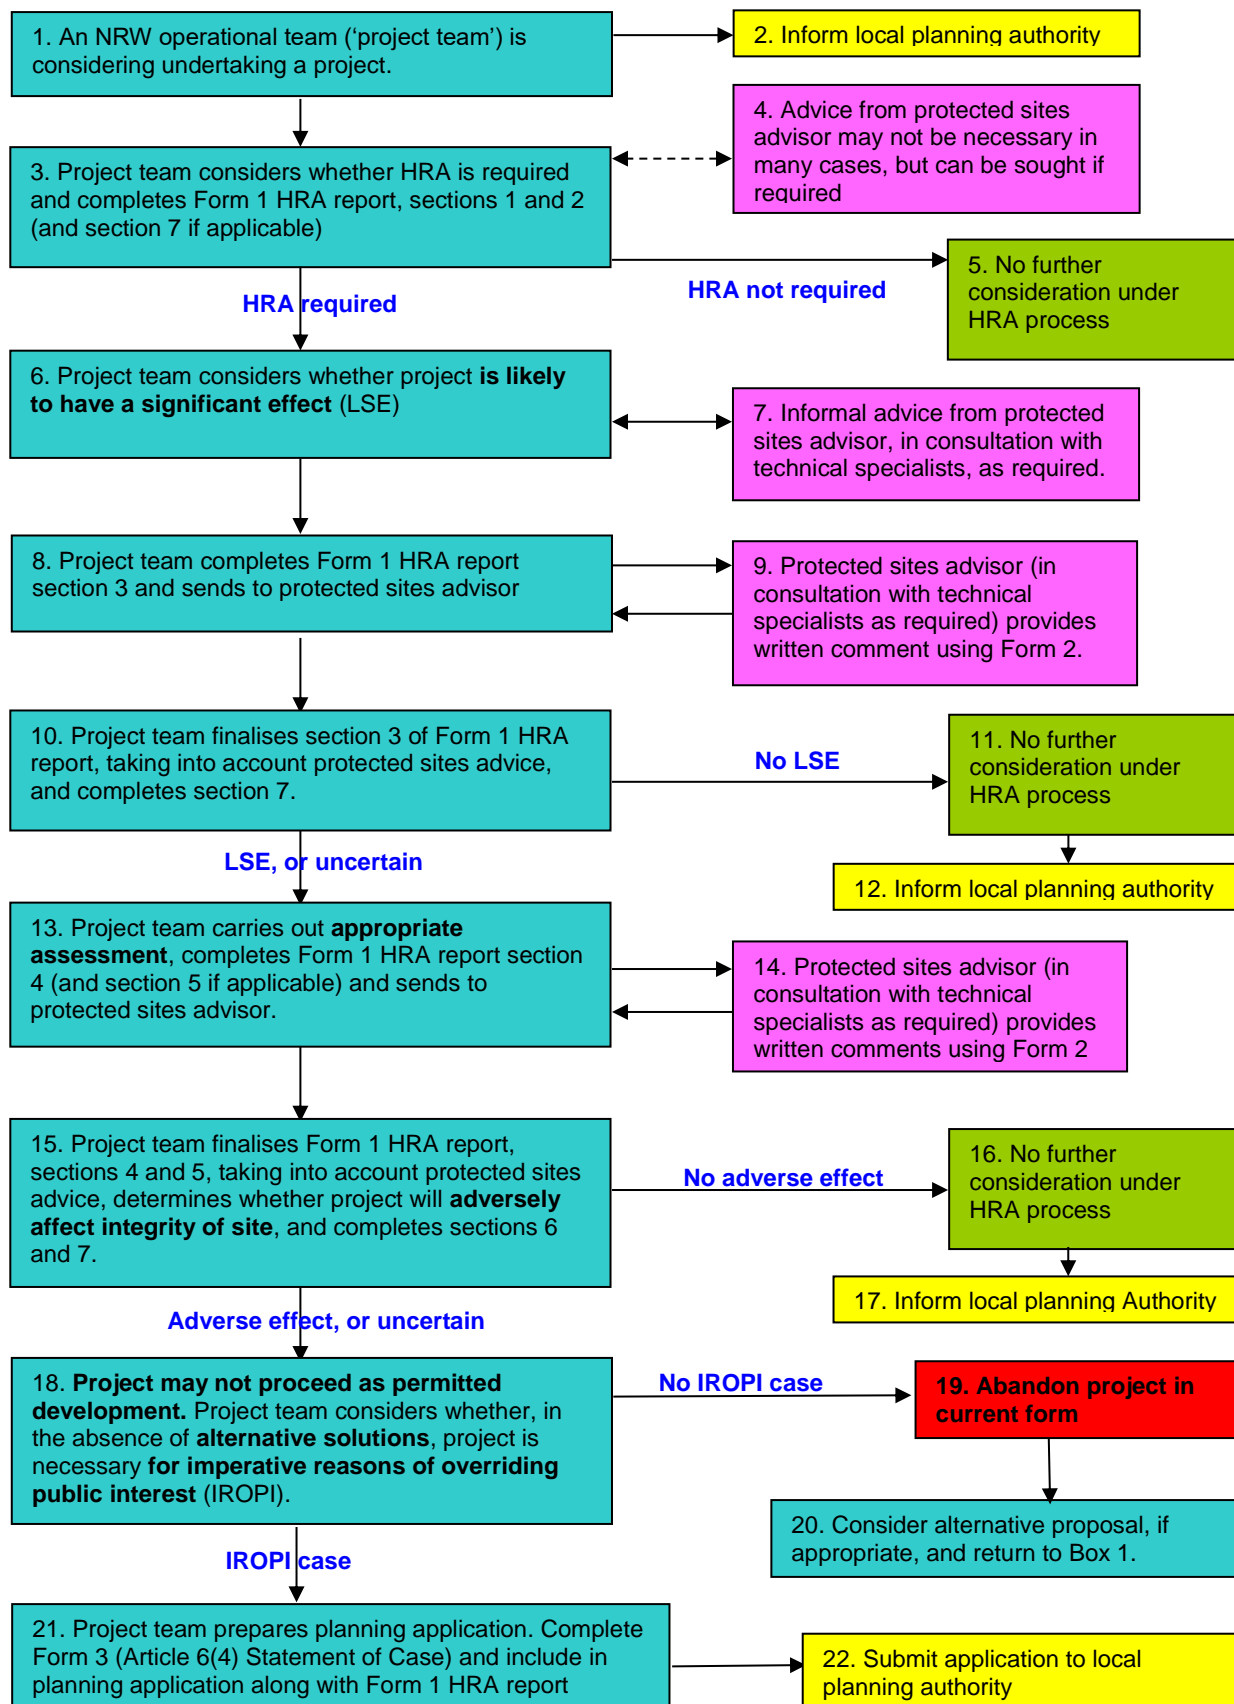 1. An NRW operational team (‘project team’) is
considering undertaking a project.
2. Inform local planning authority
4. Advice from protected sites
advisor may not be necessary in
many cases, but can be sought if
required
3. Project team considers whether HRA is required
and completes Form 1 HRA report, sections 1 and 2
(and section 7 if applicable)
HRA required
HRA not required
5. No further
consideration under
HRA process
6. Project team considers whether project is likely
to have a significant effect (LSE)
7. Informal advice from protected
sites advisor, in consultation with
technical specialists, as required.
8. Project team completes Form 1 HRA report
section 3 and sends to protected sites advisor
9. Protected sites advisor (in
consultation with technical
specialists as required) provides
written comment using Form 2.
10. Project team finalises section 3 of Form 1 HRA
report, taking into account protected sites advice,
and completes section 7.
No LSE
11. No further
consideration under
HRA process
LSE, or uncertain
12. Inform local planning authority
13. Project team carries out appropriate
assessment, completes Form 1 HRA report section
4 (and section 5 if applicable) and sends to
protected sites advisor.
14. Protected sites advisor (in
consultation with technical
specialists as required) provides
written comments using Form 2
15. Project team finalises Form 1 HRA report,
sections 4 and 5, taking into account protected sites
advice, determines whether project will adversely
affect integrity of site, and completes sections 6
and 7.
No adverse effect
16. No further
consideration under
HRA process
17. Inform local planning Authority
Adverse effect, or uncertain
18. Project may not proceed as permitted
development. Project team considers whether, in
the absence of alternative solutions, project is
necessary for imperative reasons of overriding
public interest (IROPI).
No IROPI case
19. Abandon project in
current form
20. Consider alternative proposal, if
appropriate, and return to Box 1.
IROPI case
21. Project team prepares planning application. Complete
Form 3 (Article 6(4) Statement of Case) and include in
planning application along with Form 1 HRA report
22. Submit application to local
planning authority